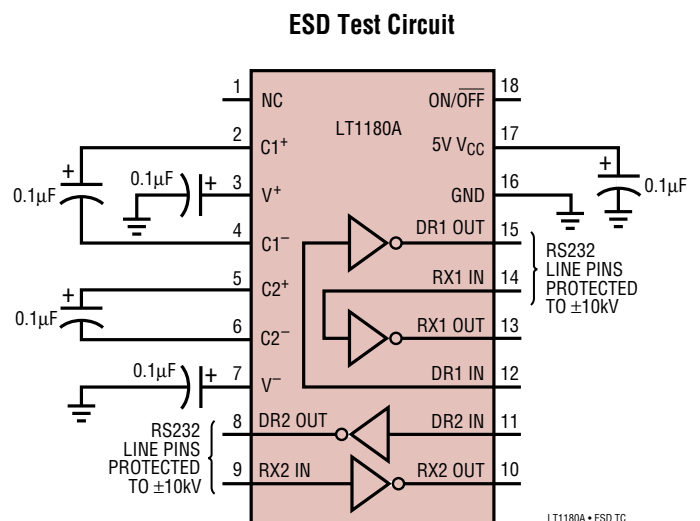 ESD Test Circuit
LT1180A
1 NC
2 C1+
3 V+
4 C1–
5 C2+
6 C2–
7 V–
8 DR2 OUT
9 RX2 IN
ON/OFF 18
5V VCC 17
GND 16
DR1 OUT 15
RX1 IN 14
RX1 OUT 13
DR1 IN 12
DR2 IN 11
RX2 OUT 10
+
0.1µF
0.1µF +
+
0.1µF
0.1µF +
+
0.1µF
RS232
LINE PINS
PROTECTED
TO ±10kV
RS232
LINE PINS
PROTECTED
TO ±10kV
LT1180A • ESD TC